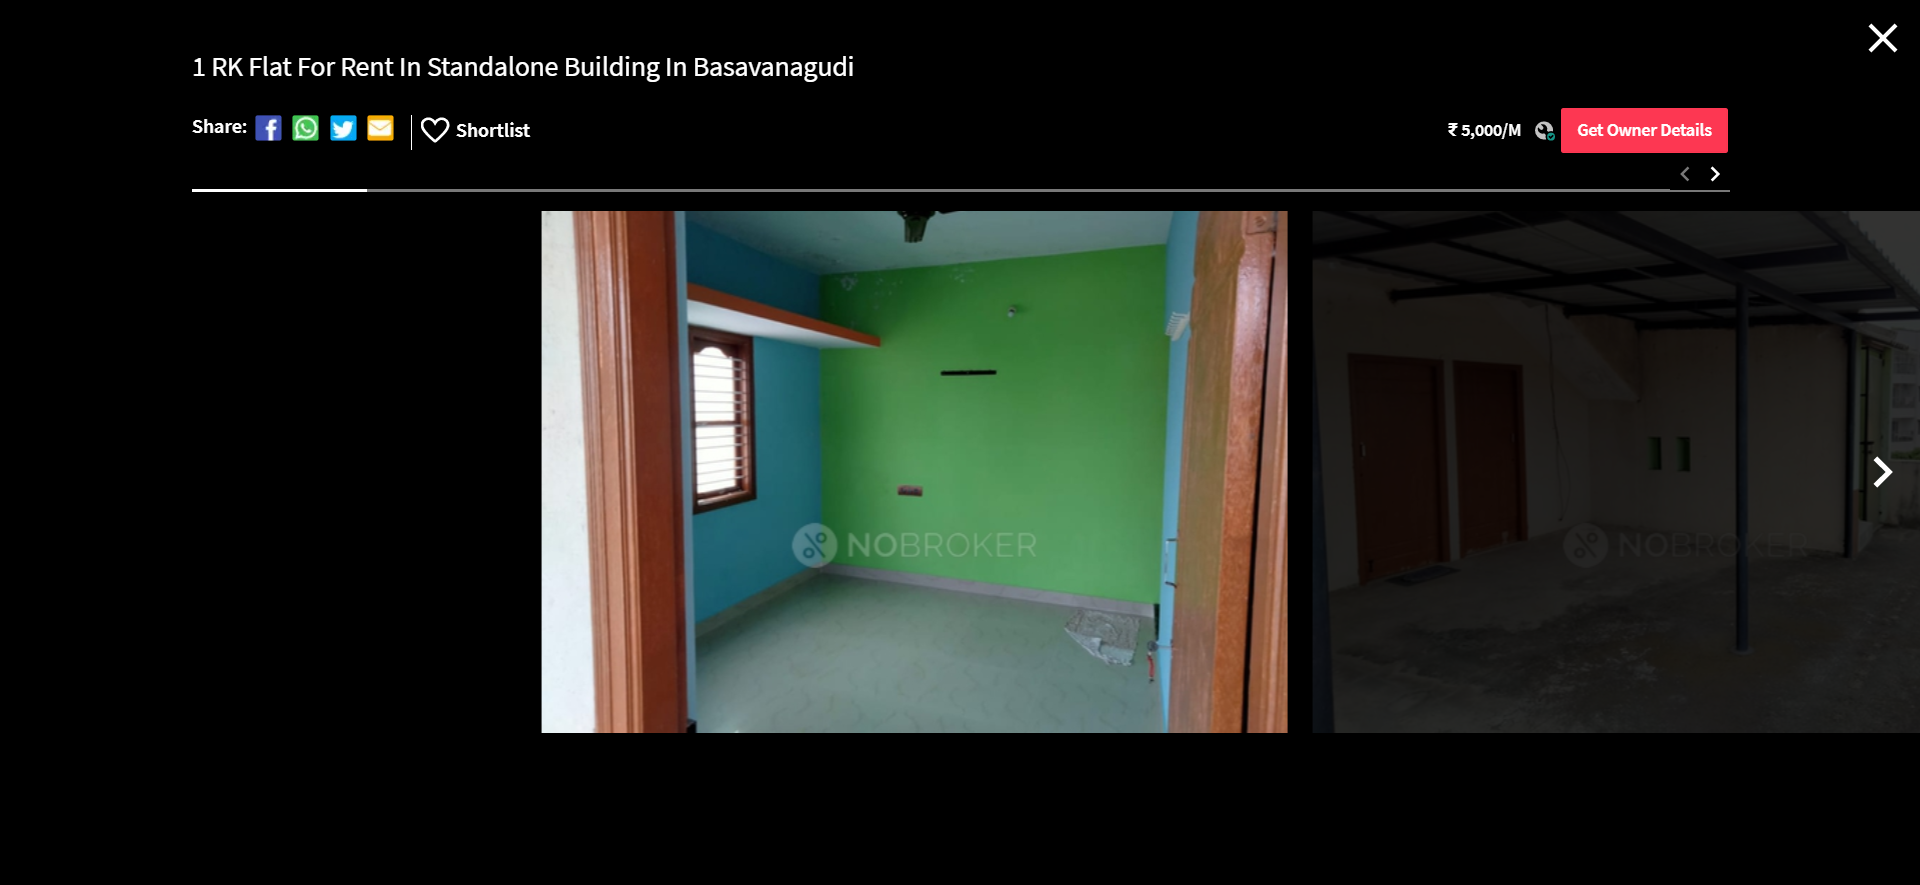 1 RK Flat For Rent In Standalone Building In Basavanagudi
Share:
Shortlist
₹ 5,000/M
Get Owner Details
NOBROKER
NOBROKER